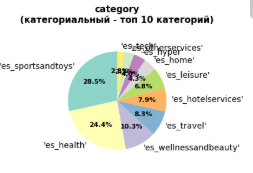 category
(категориальный - топ 10 категорий)
'es_tech'
'es_otherservices'
'es_hyper'
'es_home'
'es_leisure'
'es_hotelservices'
'es_travel'
'es_wellnessandbeauty'
'es_health'
'es_sportsandtoys'
28.5%
24.4%
10.3%
8.3%
7.9%
6.8%
4.3%